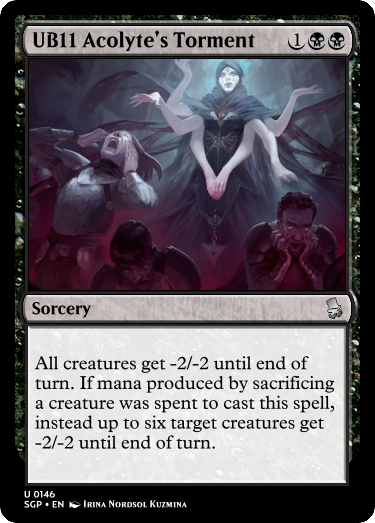 UB11 Acolyte's Torment 1
Sorcery
All creatures get -2/-2 until end of
turn. If mana produced by sacrificing
a creature was spent to cast this spell,
instead up to six target creatures get
-2/-2 until end of turn.
U 0146
SGP • EN Irina Nordsol Kuzmina